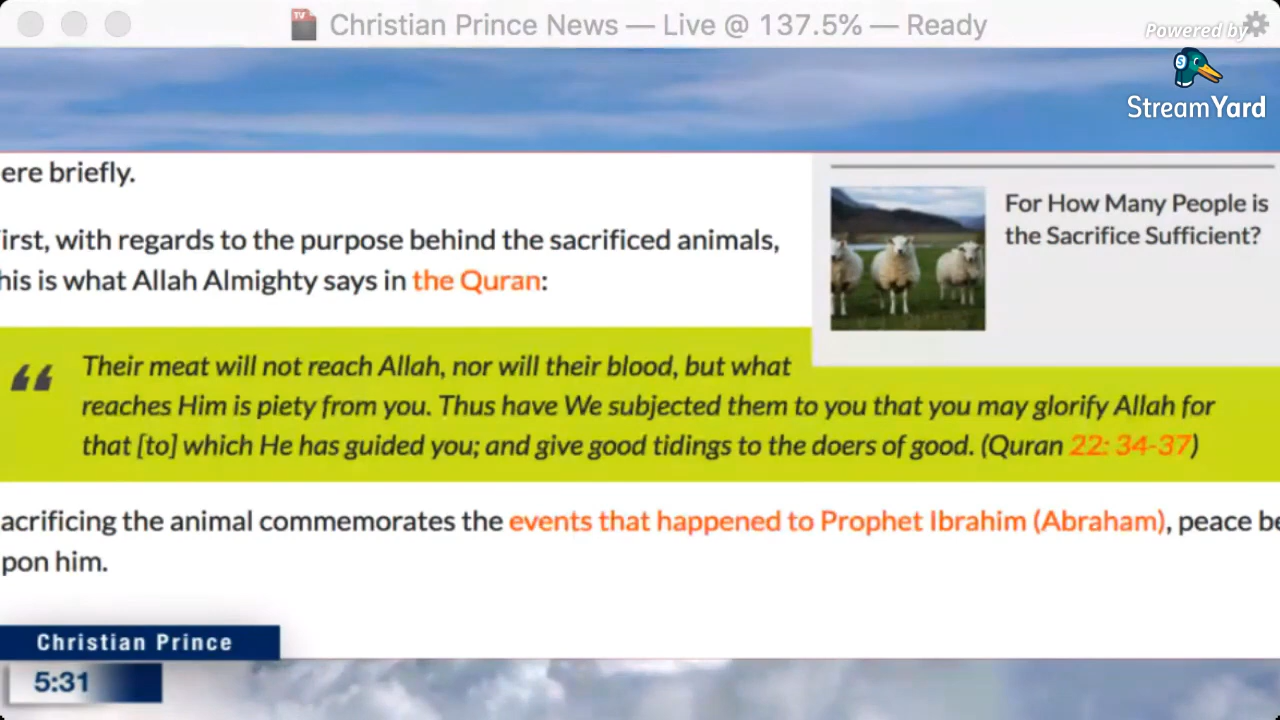 Christian Prince News — Live @ 137.5% — Ready
Powered by
StreamYard
ere briefly.
irst, with regards to the purpose behind the sacrificed animals,
his is what Allah Almighty says in the Quran:
For How Many People is
the Sacrifice Sufficient?
“ Their meat will not reach Allah, nor will their blood, but what
reaches Him is piety from you. Thus have We subjected them to you that you may glorify Allah for
that [to] which He has guided you; and give good tidings to the doers of good. (Quran 22: 34-37)
acrificing the animal commemorates the events that happened to Prophet Ibrahim (Abraham), peace be
pon him.
Christian Prince
5:31